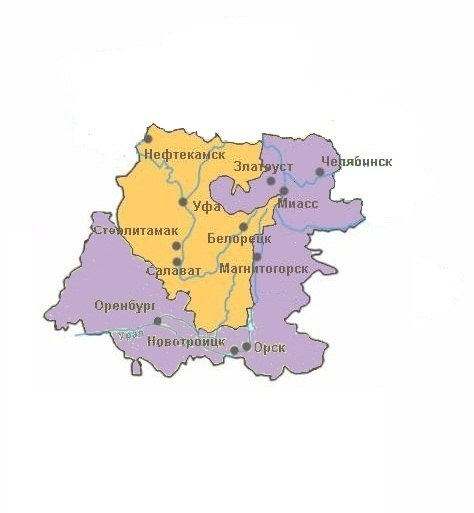 Нефтекамск
Златоуст
Челябинск
Миасс
Уфа
Стерлитамак
Белорецк
Салават
Магнитогорск
Оренбург
Урал
Новотроицк
Орск